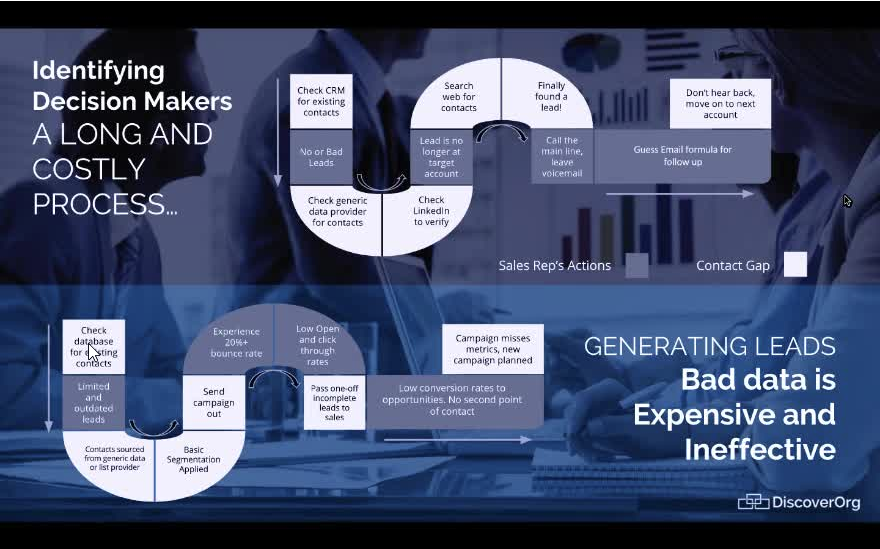 Identifying
Decision Makers
A LONG AND
COSTLY
PROCESS...
Check CRM
for existing
contacts
No or Bad
Leads
Check generic
data provider
for contacts
Check
LinkedIn
to verify
Lead is no
longer at
target
account
Search
web for
contacts
Finally
found a
lead!
Call the
main line,
leave
voicemail
Guess Email formula for
follow up
Don't hear back,
move on to next
account
Sales Rep's Actions
Contact Gap
Check
database
for existing
contacts
Limited
and
outdated
leads
Contacts sourced
from generic data
or list provider
Basic
Segmentation
Applied
Send
campaign
out
Experience
20%+
bounce rate
Low Open
and click
through
rates
Pass one-off
incomplete
leads to
sales
Low conversion rates to
opportunities. No second point
of contact
Campaign misses
metrics, new
campaign planned
GENERATING LEADS
Bad data is
Expensive and
Ineffective
DiscoverOrg